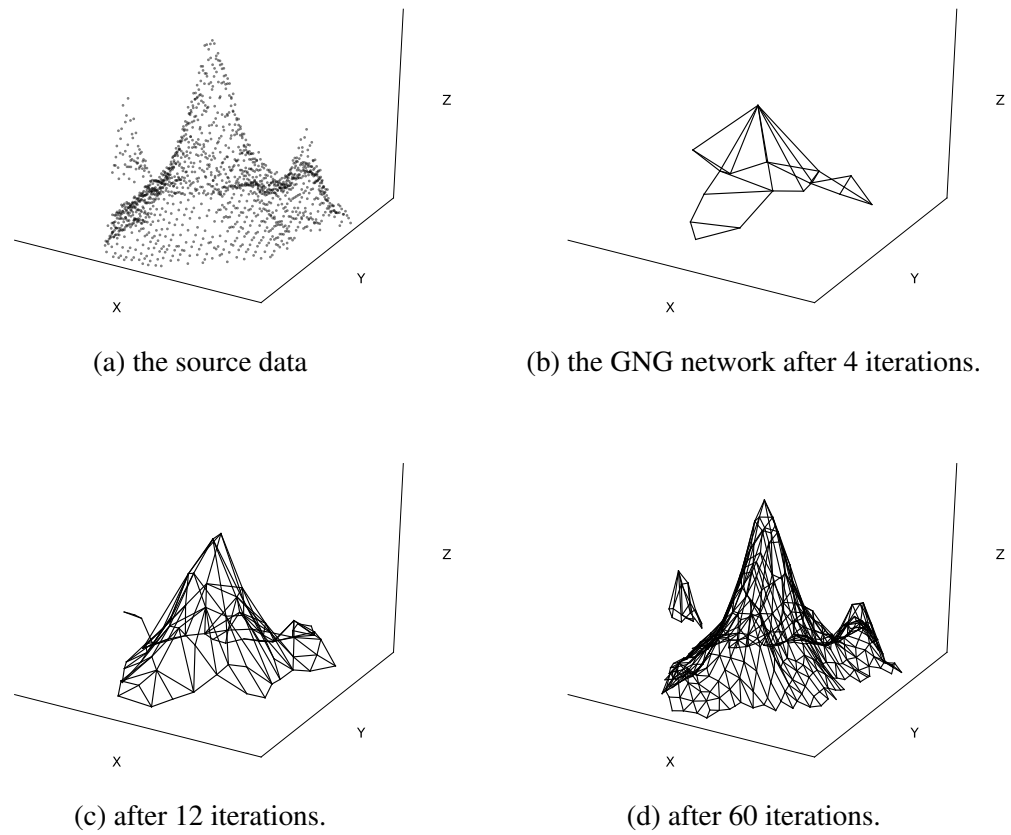 Z
Z
Y
Y
X
X
(a) the source data
(b) the GNG network after 4 iterations.
Z
Z
Y
Y
X
X
(c) after 12 iterations.
(d) after 60 iterations.